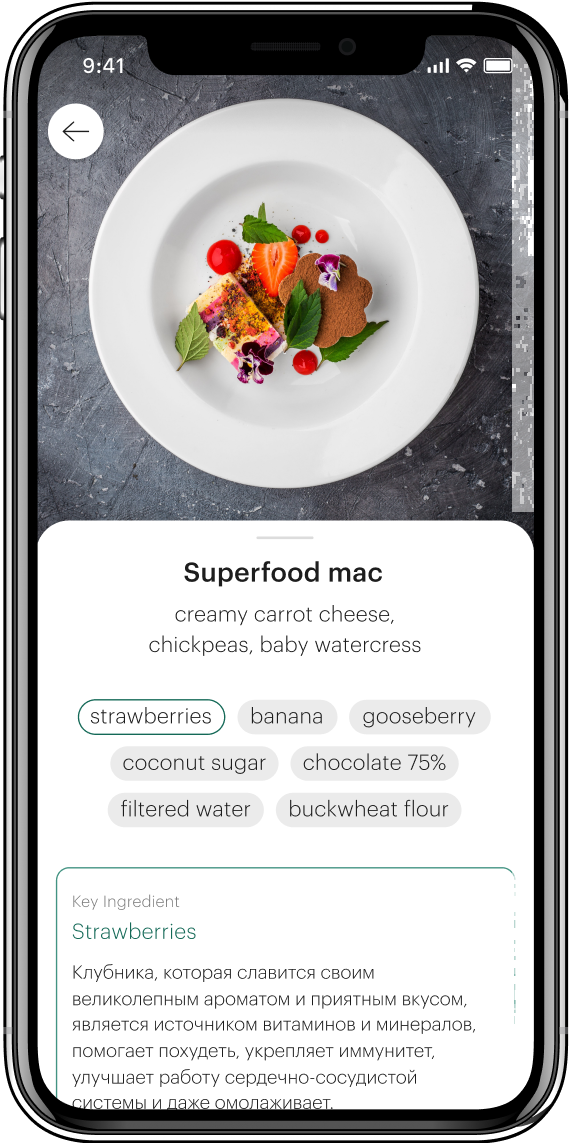 9:41
Superfood mac
creamy carrot cheese,
chickpeas, baby watercress
strawberries banana gooseberry
coconut sugar chocolate 75%
filtered water buckwheat flour
Key Ingredient
Strawberries
Клубника, которая славится своим
великолепным ароматом и приятным вкусом,
является источником витаминов и минералов,
помогает похудеть, укрепляет иммунитет,
улучшает работу сердечно-сосудистой
системы и даже омолаживает.